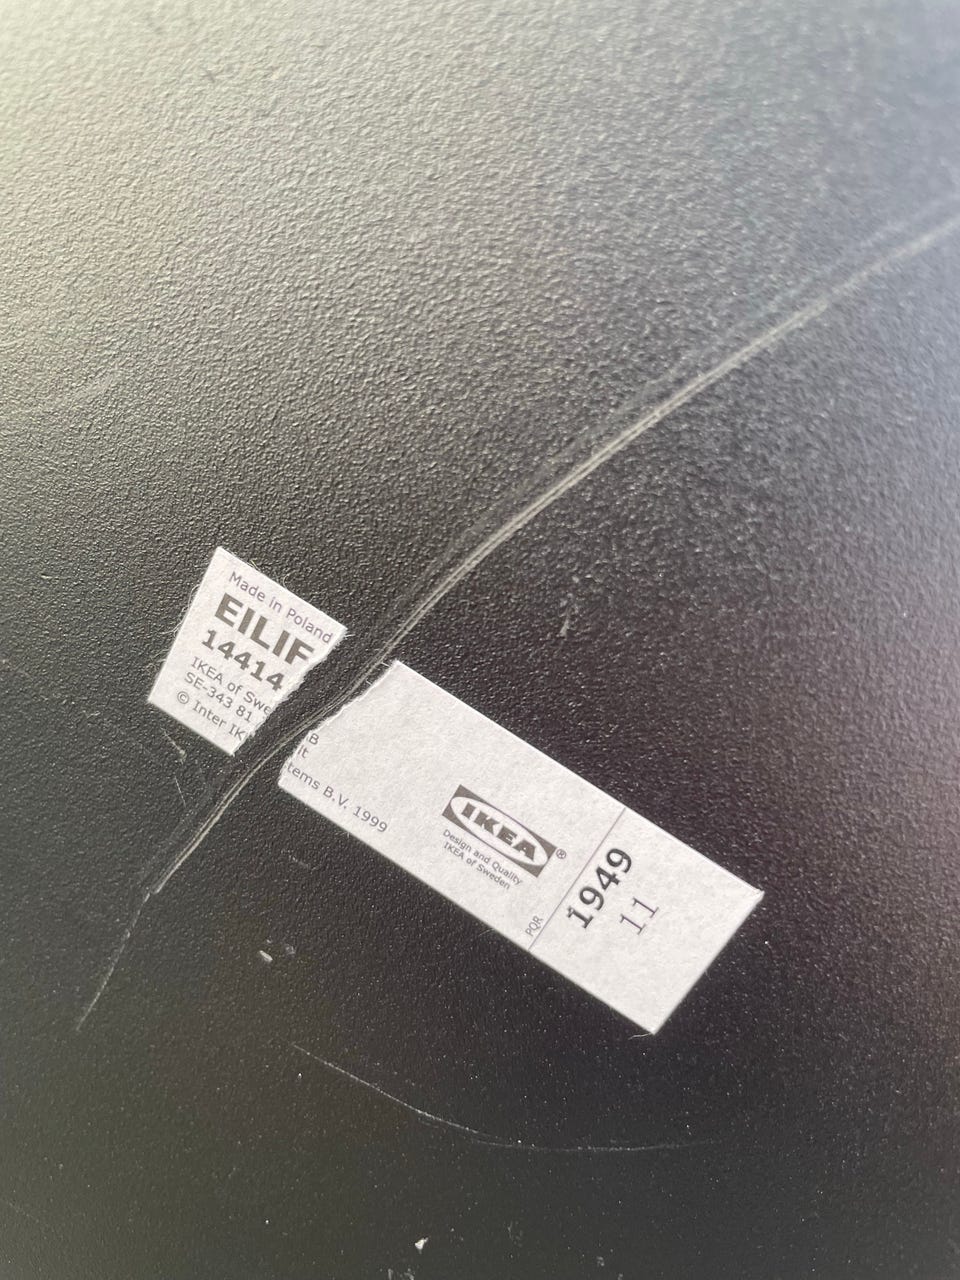 Made in Poland
EILIF
14414
IKEA of Swe
SE-343 81
© Inter IK
B
lt
tems B.V. 1999
IKEA®
Design and Quality
IKEA of Sweden
PQR
1949
11